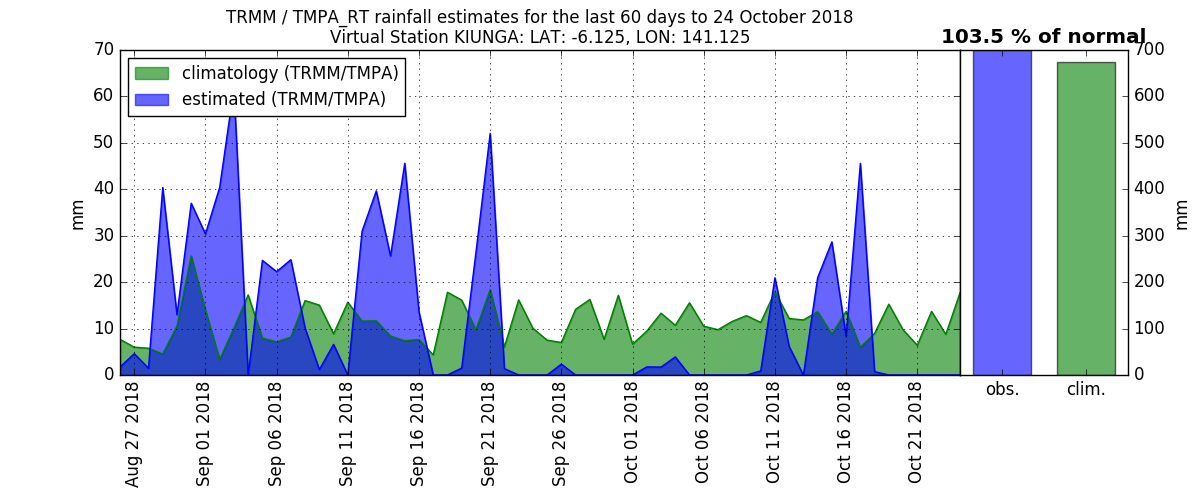 TRMM / TMPA_RT rainfall estimates for the last 60 days to 24 October 2018
Virtual Station KIUNGA: LAT: -6.125, LON: 141.125
103.5 % of normal
climatology (TRMM/TMPA)
estimated (TRMM/TMPA)
70
60
50
40
30
20
10
0
mm
700
600
500
400
300
200
100
0
mm
Aug 27 2018
Sep 01 2018
Sep 06 2018
Sep 11 2018
Sep 16 2018
Sep 21 2018
Sep 26 2018
Oct 01 2018
Oct 06 2018
Oct 11 2018
Oct 16 2018
Oct 21 2018
obs.
clim.